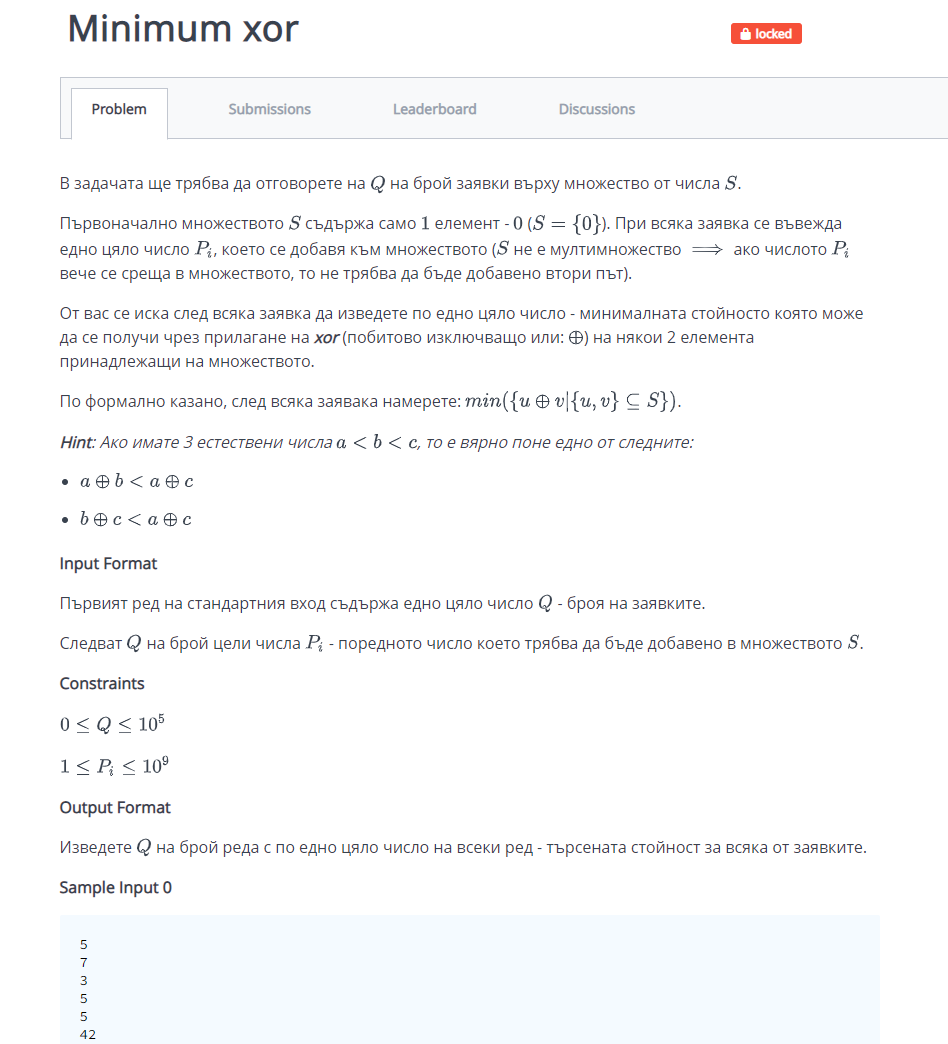 Minimum xor
locked
Problem
Submissions
Leaderboard
Discussions
В задачата ще трябва да отговорете на Q на брой заявки върху множество от числа S.
Първоначално множеството S съдържа само 1 елемент - 0 (S = {0}). При всяка заявка се въвежда
едно цяло число Pᵢ, което се добавя към множеството (S не е мултимножество ⟹ ако числото Pᵢ
вече се среща в множеството, то не трябва да бъде добавено втори път).
От вас се иска след всяка заявка да изведете по едно цяло число - минималната стойносто която може
да се получи чрез прилагане на xor (побитово изключващо или: ⊕) на някои 2 елемента
принадлежащи на множеството.
По формално казано, след всяка заявака намерете: min({u ⊕ v|{u, v} ⊆ S}).
Hint: Ако имате 3 естествени числа a < b < c, то е вярно поне едно от следните:
• a ⊕ b < a ⊕ c
• b ⊕ c < a ⊕ c
Input Format
Първият ред на стандартния вход съдържа едно цяло число Q - броя на заявките.
Следват Q на брой цели числа Pᵢ - поредното число което трябва да бъде добавено в множеството S.
Constraints
0 ≤ Q ≤ 10⁵
1 ≤ Pᵢ ≤ 10⁹
Output Format
Изведете Q на брой реда с по едно цяло число на всеки ред - търсената стойност за всяка от заявките.
Sample Input 0
5
7
3
5
5
42